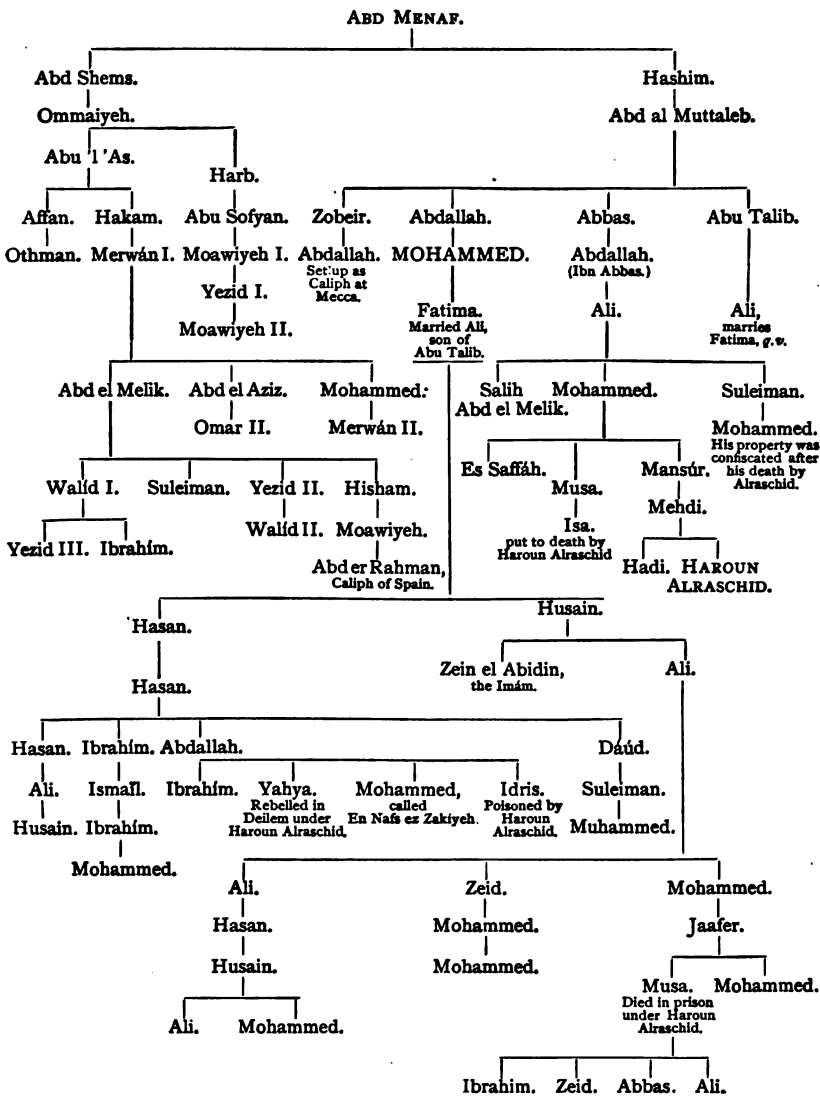 ABD MENAF.
Abd Shems. Hashim.
Ommaiyeh. Abd al Muttaleb.
Abu 'l 'As.
Harb.
Affan. Hakam. Abu Sofyan. Zobeir. Abdallah. Abbas. Abu Talib.
Othman. Merwán I. Moawiyeh I. Abdallah. MOHAMMED. Abdallah.
Set up as (Ibn Abbas.)
Caliph at
Mecca.
Yezid I.
Fatima. Ali. Ali,
Moawiyeh II. Married Ali, marries
son of Fatima, q.v.
Abu Talib.
Abd el Melik. Abd el Aziz. Mohammed. Salih Mohammed. Suleiman.
Abd el Melik.
Omar II. Merwán II. Mohammed.
His property was
confiscated after
his death by
Alraschid.
Es Saffáh. Mansúr.
Walíd I. Suleiman. Yezid II. Hisham. Musa.
Mehdi.
Walíd II. Moawiyeh. Isa.
put to death by
Haroun Alraschid
Yezid III. Ibrahím.
Abd er Rahman, Hadi. HAROUN
Caliph of Spain. ALRASCHID.
Husain.
Hasan.
Zein el Abidin, Ali.
the Imám.
Hasan.
Hasan. Ibrahím. Abdallah. Daúd.
Ali. Ismaîl. Ibrahím. Yahya. Mohammed, Idris. Suleiman.
Rebelled in called Poisoned by
Deilem under En Nafs ez Zakíyeh. Haroun
Haroun Alraschid. Alraschid.
Husain. Ibrahím. Muhammed.
Mohammed.
Ali. Zeid. Mohammed.
Hasan. Mohammed. Jaafer.
Husain. Mohammed.
Musa. Mohammed.
Died in prison
under Haroun
Alraschid.
Ali. Mohammed.
Ibrahim. Zeid. Abbas. Ali.